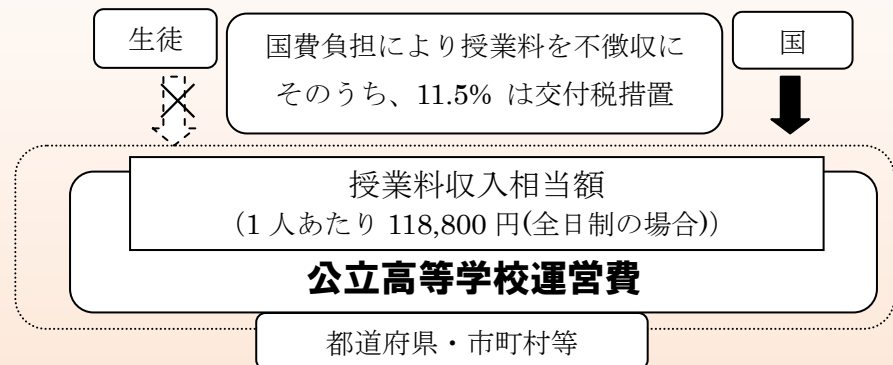 生徒
国費負担により授業料を不徴収に
そのうち、11.5% は交付税措置
国
授業料収入相当額
（1 人あたり 118,800 円(全日制の場合)）
公立高等学校運営費
都道府県・市町村等